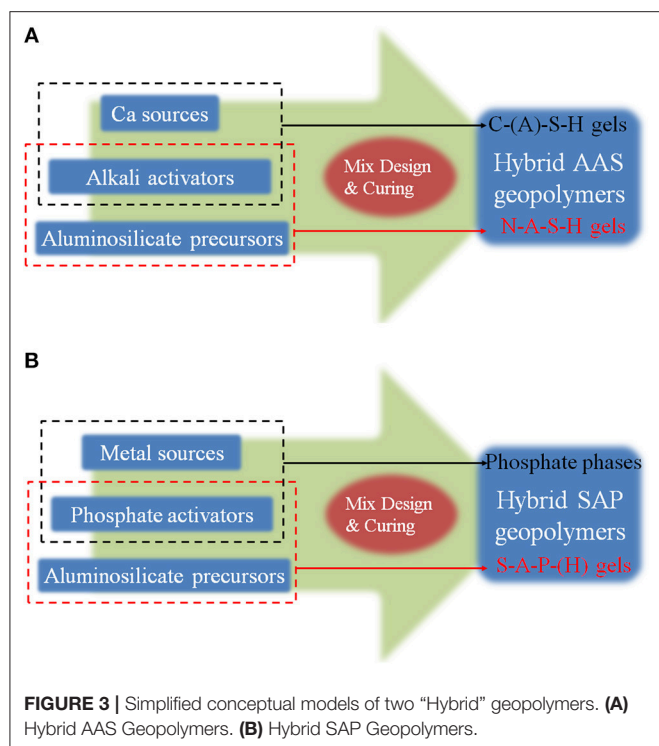 A
Ca sources
Alkali activators
Aluminosilicate precursors
Mix Design
& Curing
C-(A)-S-H gels
Hybrid AAS
geopolymers
N-A-S-H gels
B
Metal sources
Phosphate activators
Aluminosilicate precursors
Mix Design
& Curing
Phosphate phases
Hybrid SAP
geopolymers
S-A-P-(H) gels
FIGURE 3 | Simplified conceptual models of two “Hybrid” geopolymers. (A)
Hybrid AAS Geopolymers. (B) Hybrid SAP Geopolymers.